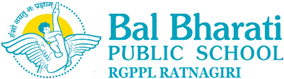 Bal Bharati
PUBLIC SCHOOL
RGPPL RATNAGIRI